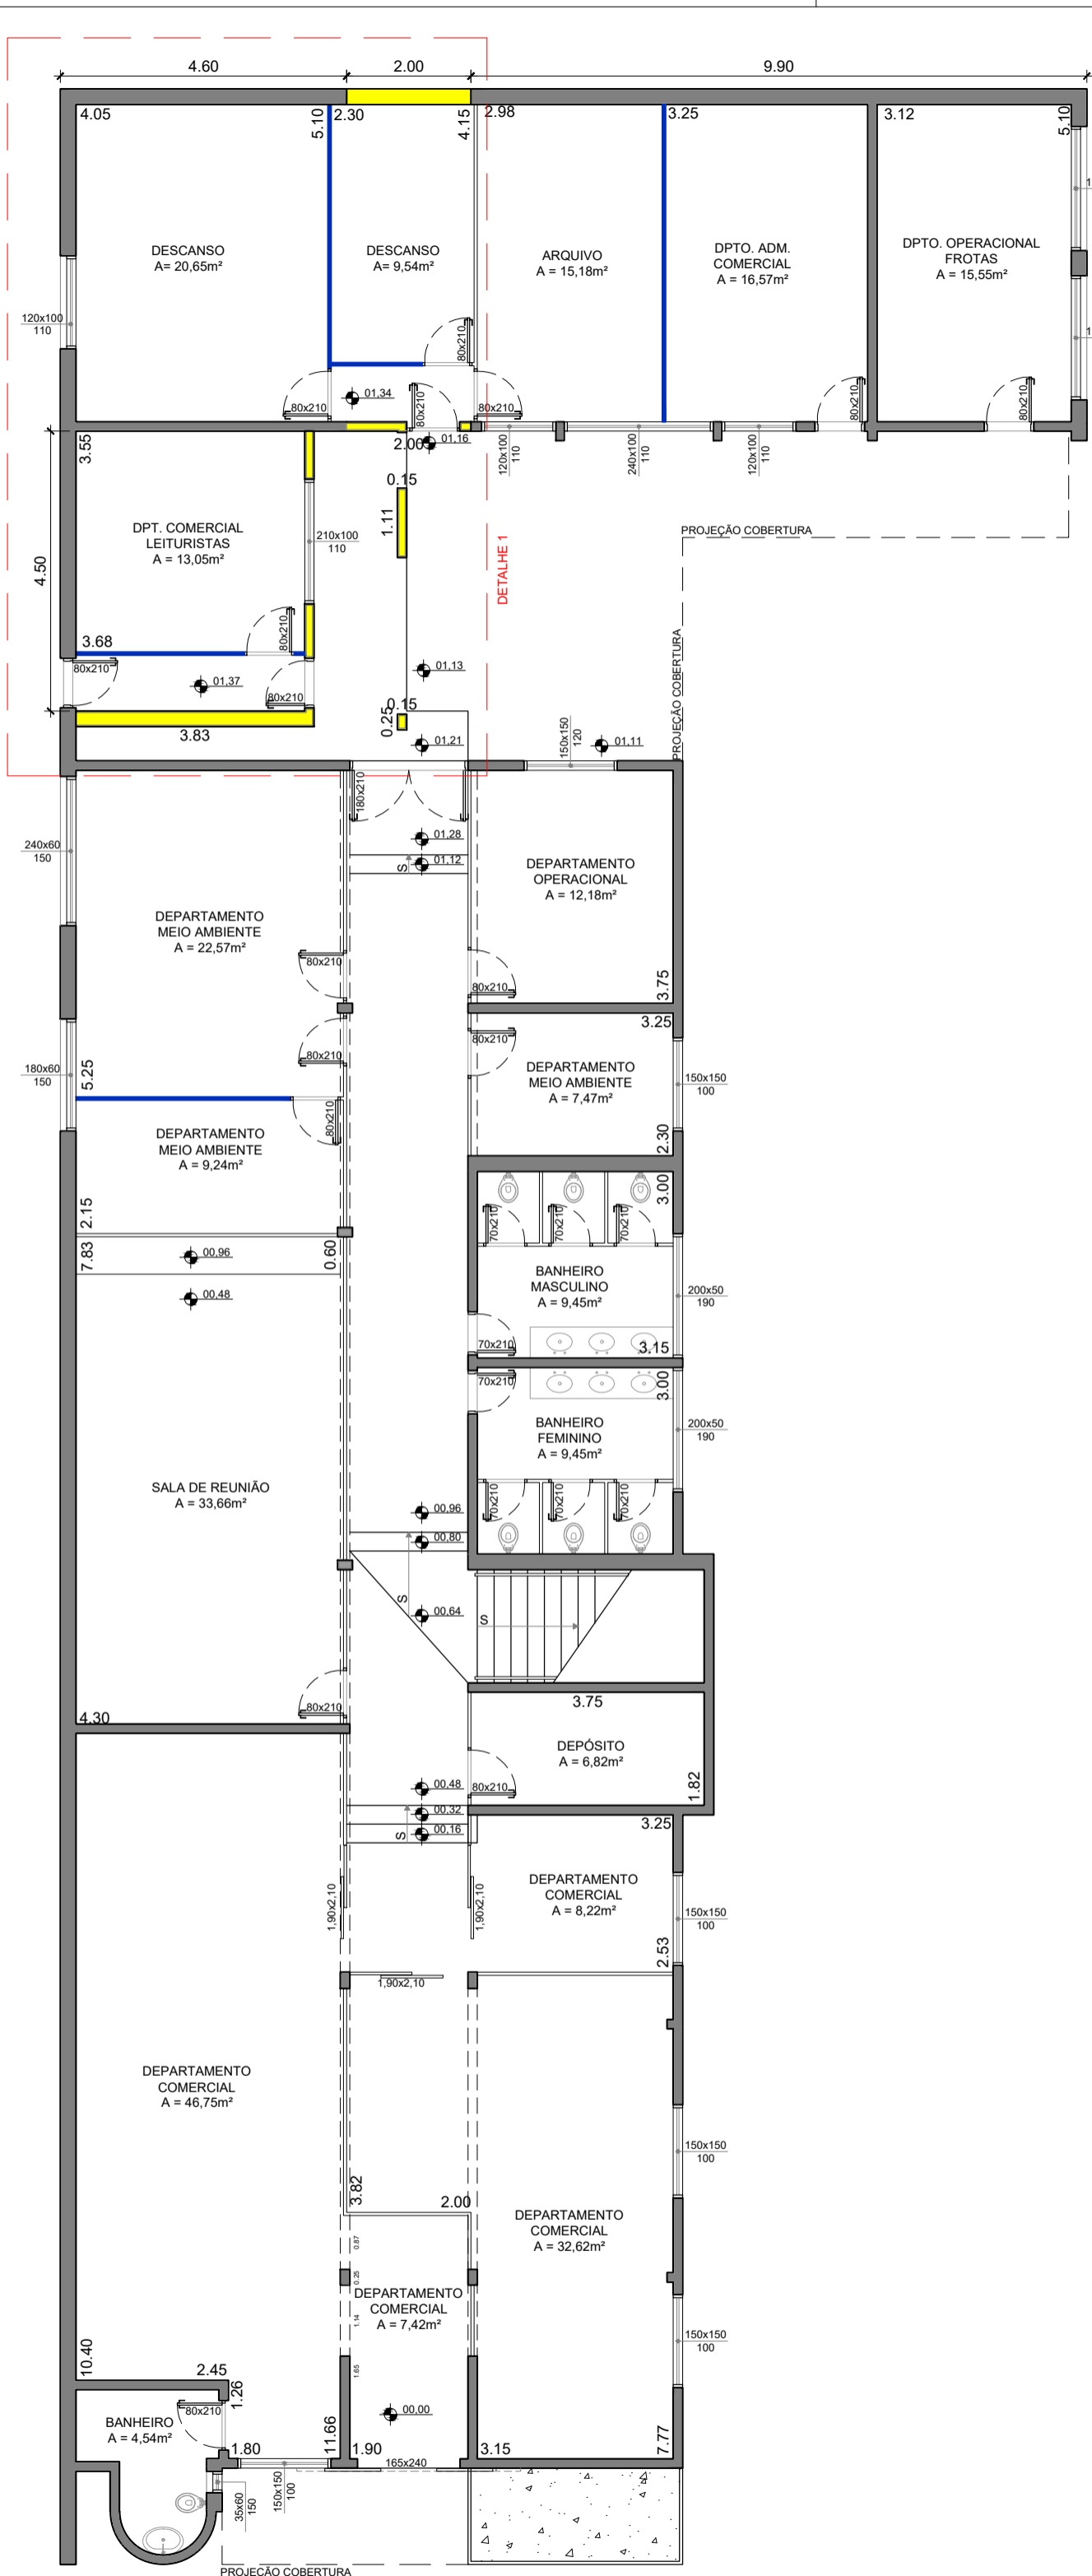 4.60
2.00
9.90
4.05
5.10
2.30
4.15
2.98
3.25
3.12
5.10
DESCANSO
A= 20,65m²
DESCANSO
A= 9,54m²
ARQUIVO
A = 15,18m²
DPTO. ADM.
COMERCIAL
A = 16,57m²
DPTO. OPERACIONAL
FROTAS
A = 15,55m²
120x100
110
80x210
01,34
80x210
80x210
80x210
80x210
80x210
2.00
01,16
120x100
110
240x100
110
120x100
110
3.55
0.15
1.11
DPT. COMERCIAL
LEITURISTAS
A = 13,05m²
210x100
110
4.50
DETALHE 1
PROJEÇÃO COBERTURA
PROJEÇÃO COBERTURA
3.68
80x210
80x210
01,37
80x210
01,13
3.83
0.15
0.25
01,21
150x150
120
01,11
180x210
01,28
01,12
S
240x60
150
DEPARTAMENTO
OPERACIONAL
A = 12,18m²
DEPARTAMENTO
MEIO AMBIENTE
A = 22,57m²
80x210
80x210
3.75
3.25
80x210
80x210
DEPARTAMENTO
MEIO AMBIENTE
A = 7,47m²
150x150
100
180x60
150
5.25
80x210
2.30
DEPARTAMENTO
MEIO AMBIENTE
A = 9,24m²
2.15
7.83
00,96
0.60
00,48
3.00
70x210
70x210
70x210
BANHEIRO
MASCULINO
A = 9,45m²
200x50
190
70x210
3.15
70x210
3.00
BANHEIRO
FEMININO
A = 9,45m²
200x50
190
70x210
70x210
70x210
SALA DE REUNIÃO
A = 33,66m²
00,96
00,80
S
00,64
S
80x210
4.30
3.75
DEPÓSITO
A = 6,82m²
1.82
00,48
80x210
00,32
S
00,16
3.25
DEPARTAMENTO
COMERCIAL
A = 8,22m²
150x150
100
1,90x2,10
1,90x2,10
2.53
1,90x2,10
DEPARTAMENTO
COMERCIAL
A = 46,75m²
150x150
100
3.82
2.00
DEPARTAMENTO
COMERCIAL
A = 32,62m²
0.87
0.25
DEPARTAMENTO
COMERCIAL
A = 7,42m²
1.14
150x150
100
1.65
10.40
2.45
1.26
80x210
BANHEIRO
A = 4,54m²
00,00
11.66
1.80
1.90
165x240
3.15
7.77
35x60
150
150x150
100
PROJEÇÃO COBERTURA